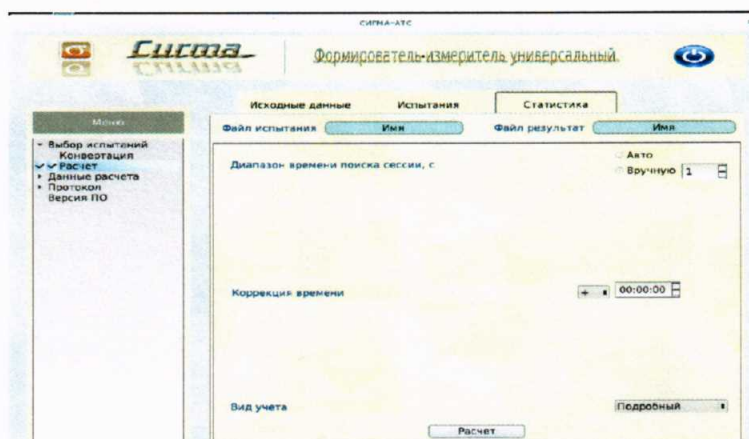 СИГМА-АТС
Сигма
Формирователь-измеритель универсальный
Исходные данные Испытания Статистика
Меню
Файл испытания Имя Файл результат Имя
Выбор испытаний
Конвертация
Расчет
Данные расчета
Протокол
Версия ПО
Диапазон времени поиска сессии, с
Авто
Вручную 1
Коррекция времени + 00:00:00
Вид учета Подробный
Расчет